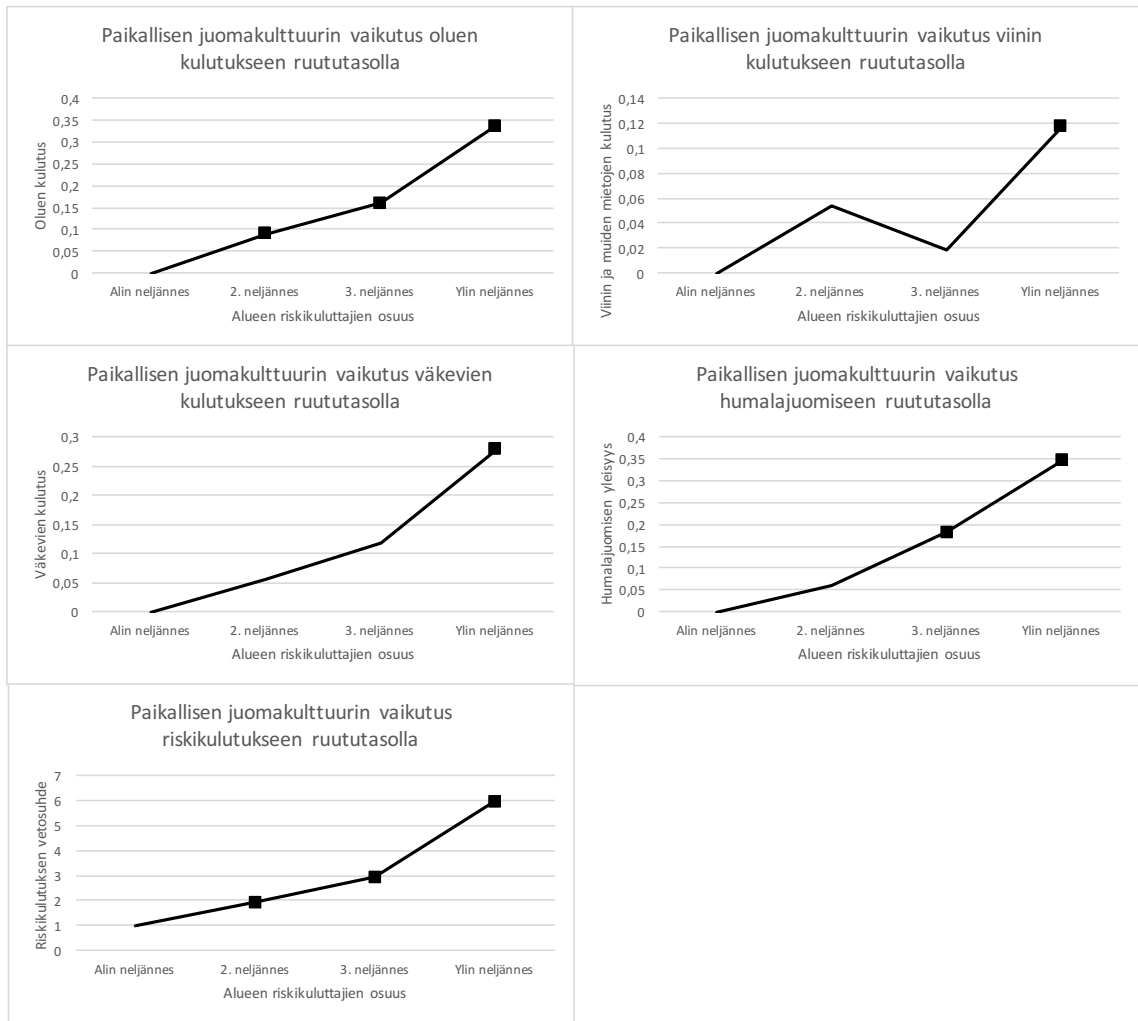 Paikallisen juomakulttuurin vaikutus oluen
kulutukseen ruututasolla
Oluen kulutus
0,4
0,35
0,3
0,25
0,2
0,15
0,1
0,05
0
Alin neljännes 2. neljännes 3. neljännes Ylin neljännes
Alueen riskikuluttajien osuus
Paikallisen juomakulttuurin vaikutus viinin
kulutukseen ruututasolla
Viinin ja muiden mietojen kulutus
0,14
0,12
0,1
0,08
0,06
0,04
0,02
0
Alin neljännes 2. neljännes 3. neljännes Ylin neljännes
Alueen riskikuluttajien osuus
Paikallisen juomakulttuurin vaikutus väkevien
kulutukseen ruututasolla
Väkevien kulutus
0,3
0,25
0,2
0,15
0,1
0,05
0
Alin neljännes 2. neljännes 3. neljännes Ylin neljännes
Alueen riskikuluttajien osuus
Paikallisen juomakulttuurin vaikutus
humalajuomiseen ruututasolla
Humalajuomisen yleisyys
0,4
0,35
0,3
0,25
0,2
0,15
0,1
0,05
0
Alin neljännes 2. neljännes 3. neljännes Ylin neljännes
Alueen riskikuluttajien osuus
Paikallisen juomakulttuurin vaikutus
riskikulutukseen ruututasolla
Riskikulutuksen vetosuhde
7
6
5
4
3
2
1
0
Alin neljännes 2. neljännes 3. neljännes Ylin neljännes
Alueen riskikuluttajien osuus